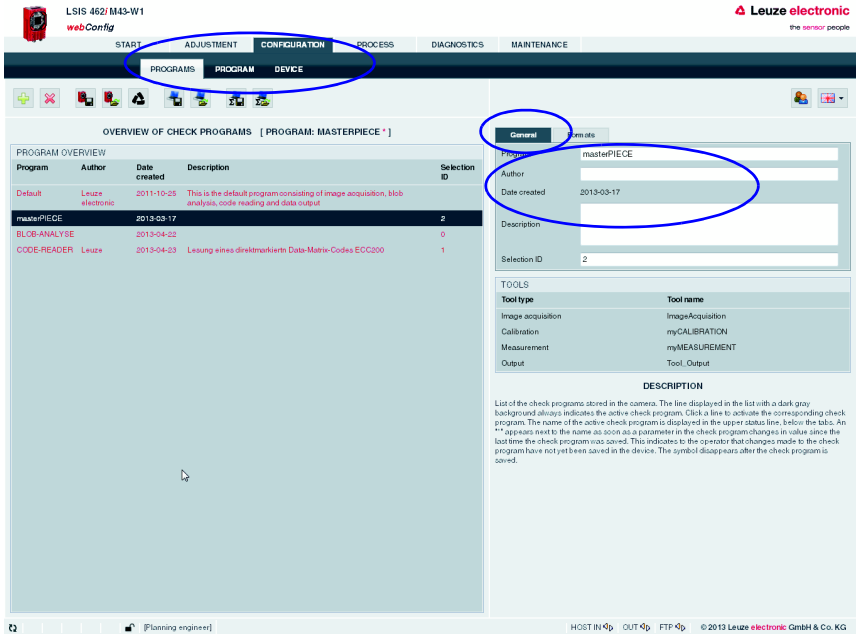 LSIS 462i M43-W1
webConfig
Leuze electronic
the sensor people
START ADJUSTMENT CONFIGURATION PROCESS DIAGNOSTICS MAINTENANCE
PROGRAMS PROGRAM DEVICE
OVERVIEW OF CHECK PROGRAMS [ PROGRAM: MASTERPIECE * ]
PROGRAM OVERVIEW
Program Author Date created Description Selection ID
Default Leuze electronic 2011-10-25 This is the default program consisting of image acquisition, blob
analysis, code reading and data output
masterPIECE 2013-03-17 2
BLOB-ANALYSE 2013-04-22 0
CODE-READER Leuze 2013-04-23 Lesung eines direktmarkiertn Data-Matrix-Codes ECC200 1
General Formats
Program masterPIECE
Author
Date created 2013-03-17
Description
Selection ID 2
TOOLS
Tool type Tool name
Image acquisition ImageAcquisition
Calibration myCALIBRATION
Measurement myMEASUREMENT
Output Tool_Output
DESCRIPTION
List of the check programs stored in the camera. The line displayed in the list with a dark gray
background always indicates the active check program. Click a line to activate the corresponding check
program. The name of the active check program is displayed in the upper status line, below the tabs. An
"*" appears next to the name as soon as a parameter in the check program changes in value since the
last time the check program was saved. This indicates to the operator that changes made to the check
program have not yet been saved in the device. The symbol disappears after the check program is
saved.
[Planning engineer]
HOST IN OUT FTP © 2013 Leuze electronic GmbH & Co. KG